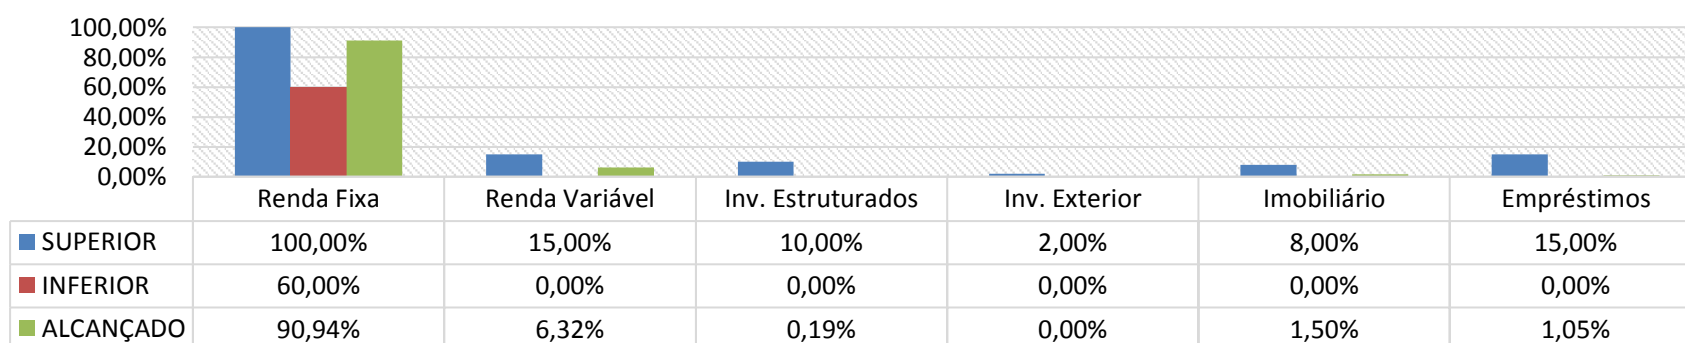 100,00%
80,00%
60,00%
40,00%
20,00%
0,00%
Renda Fixa Renda Variável Inv. Estruturados Inv. Exterior Imobiliário Empréstimos
SUPERIOR 100,00% 15,00% 10,00% 2,00% 8,00% 15,00%
INFERIOR 60,00% 0,00% 0,00% 0,00% 0,00% 0,00%
ALCANÇADO 90,94% 6,32% 0,19% 0,00% 1,50% 1,05%